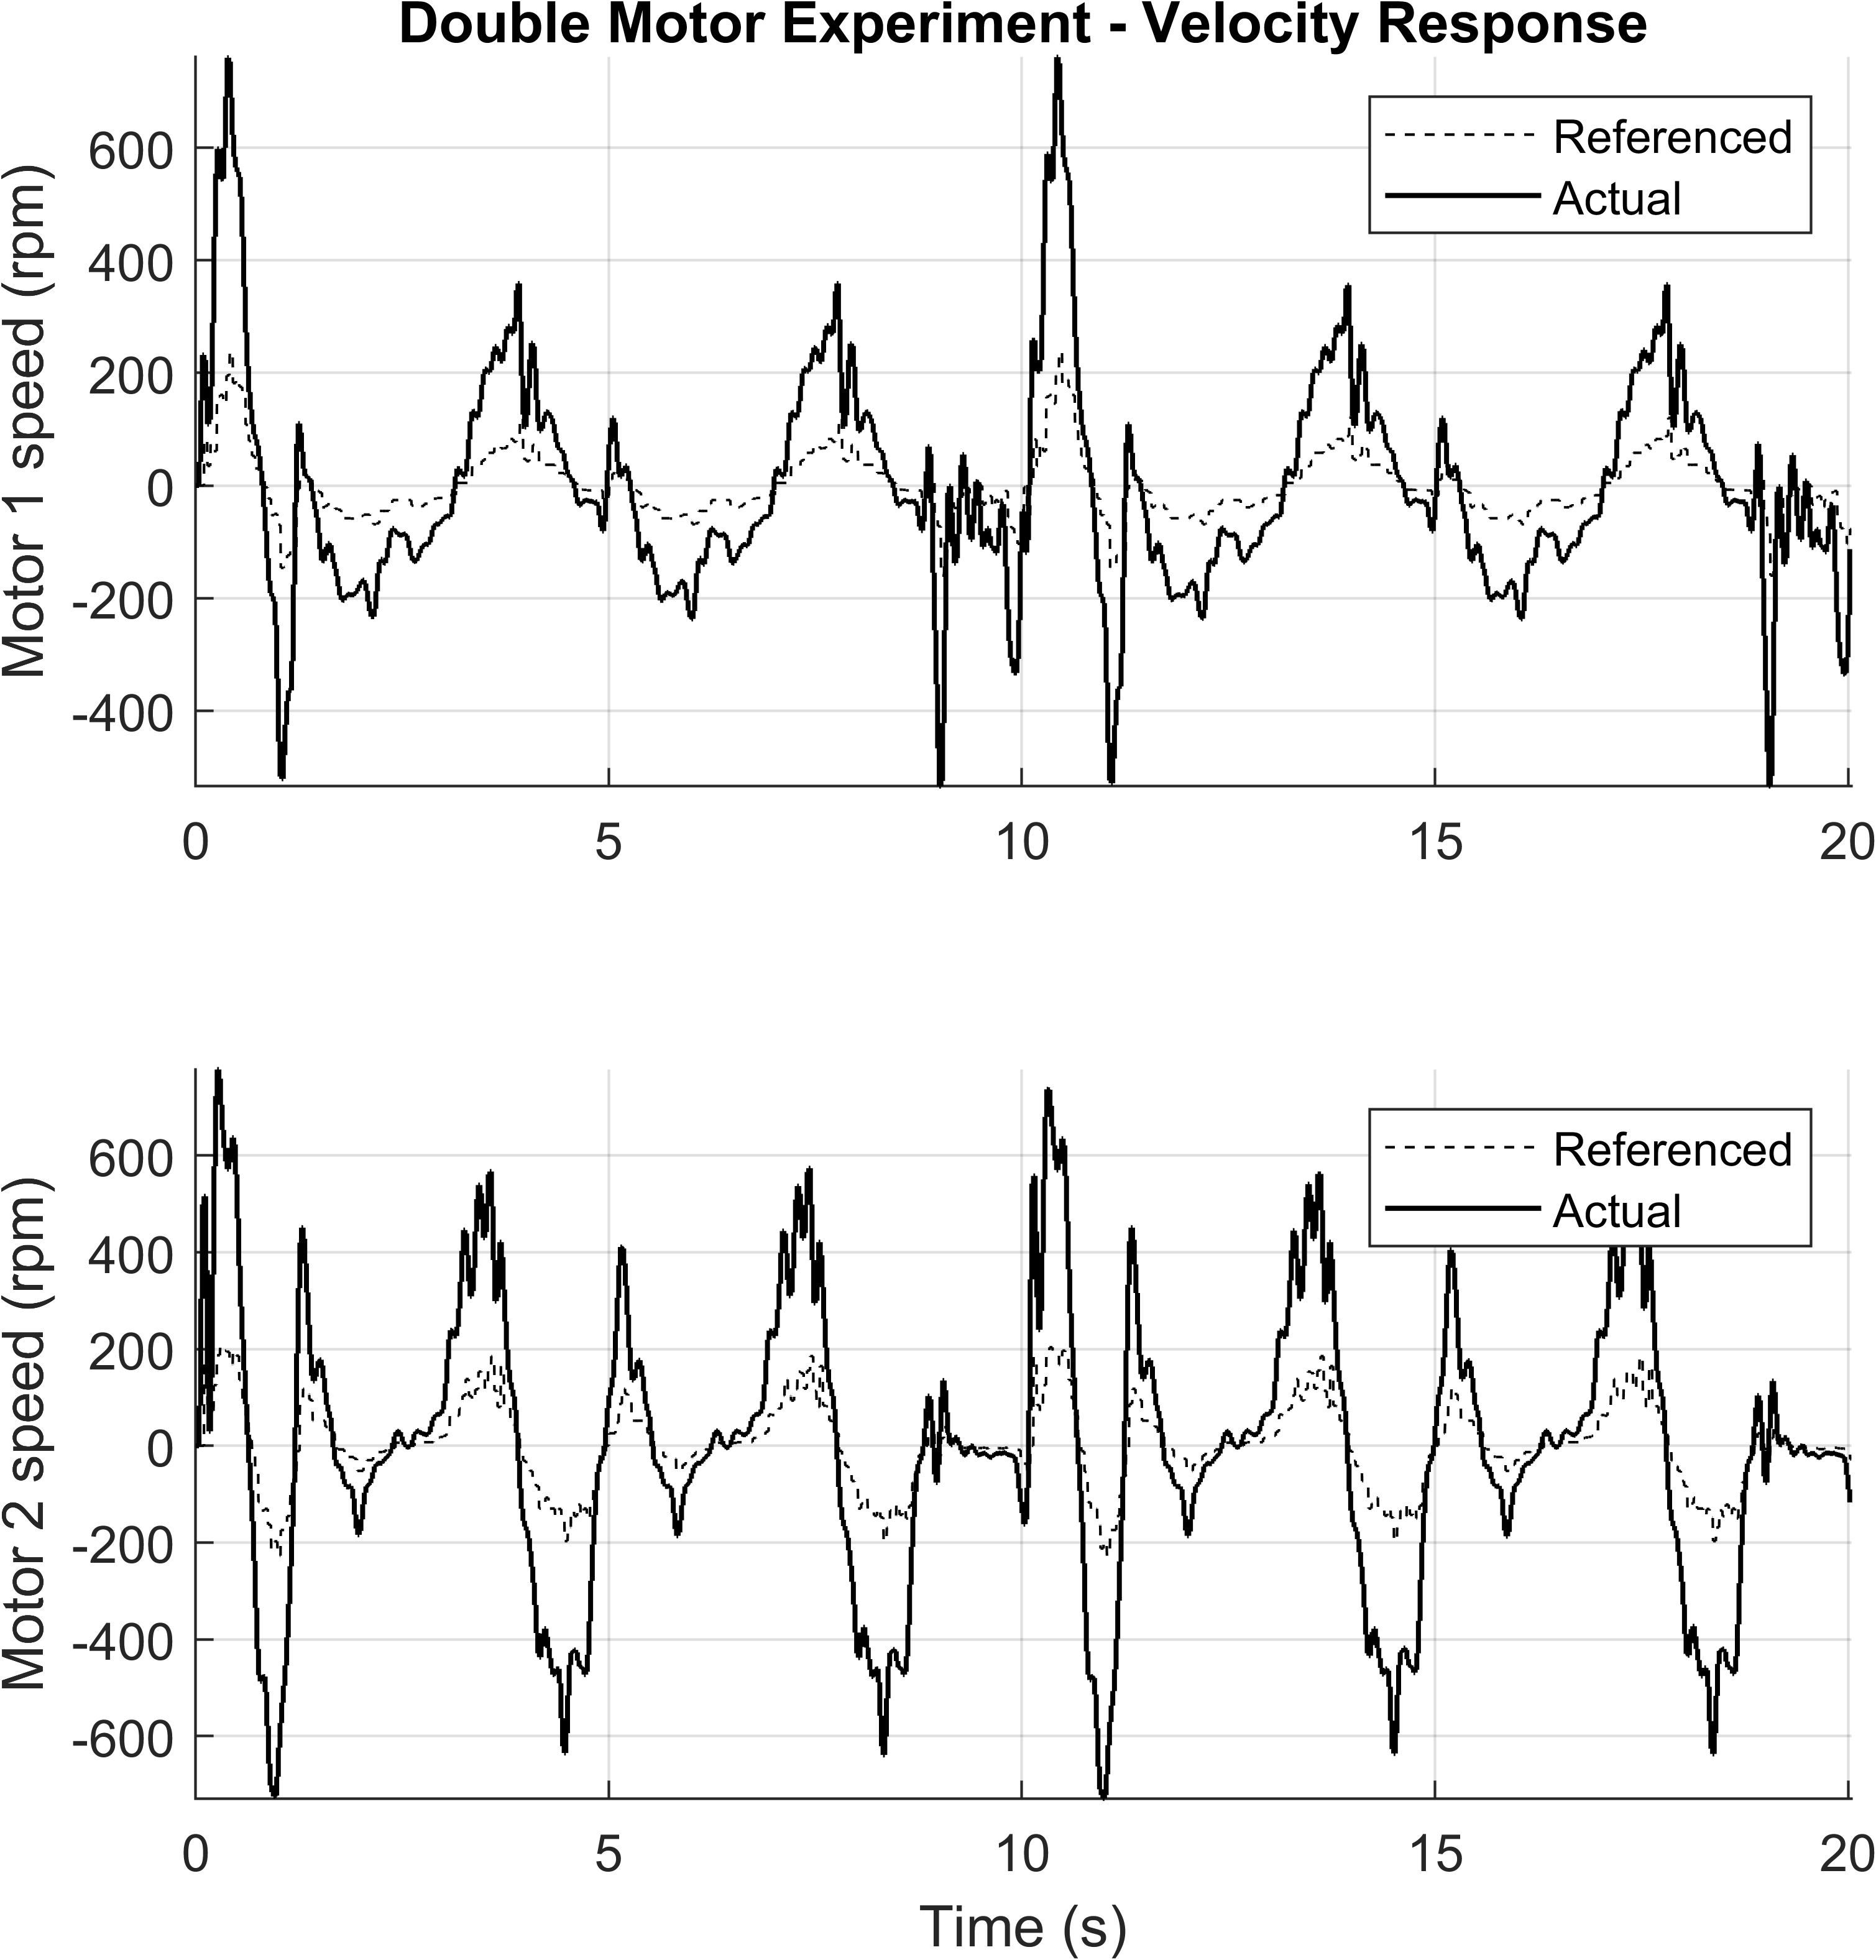 Double Motor Experiment - Velocity Response
Motor 1 speed (rpm)
600
400
200
0
-200
-400
Referenced
Actual
0 5 10 15 20
Motor 2 speed (rpm)
600
400
200
0
-200
-400
-600
Referenced
Actual
0 5 10 15 20
Time (s)